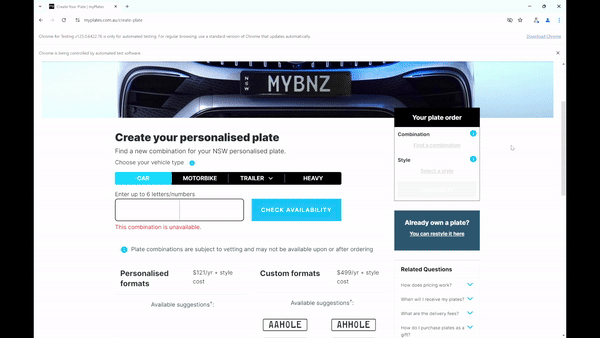 Create Your Plate | myPlates
myplates.com.au/create-plate
Chrome for Testing v125.0.6422.76 is only for automated testing. For regular browsing, use a standard version of Chrome that updates automatically.
Download Chrome
Chrome is being controlled by automated test software
NSW
MYBNZ
Your plate order
Combination
Find a combination
Style
Select a style
Create your personalised plate
Find a new combination for your NSW personalised plate.
Choose your vehicle type
CAR
MOTORBIKE
TRAILER
HEAVY
Enter up to 6 letters/numbers
CHECK AVAILABILITY
This combination is unavailable.
Already own a plate?
You can restyle it here
Plate combinations are subject to vetting and may not be available upon or after ordering
Personalised formats
$121/yr + style cost
Custom formats
$499/yr + style cost
Available suggestions*:
Available suggestions*:
AAHOLE
AHHOLE
Related Questions
How does pricing work?
When will I receive my plates?
What are the delivery fees?
How do I purchase plates as a gift?